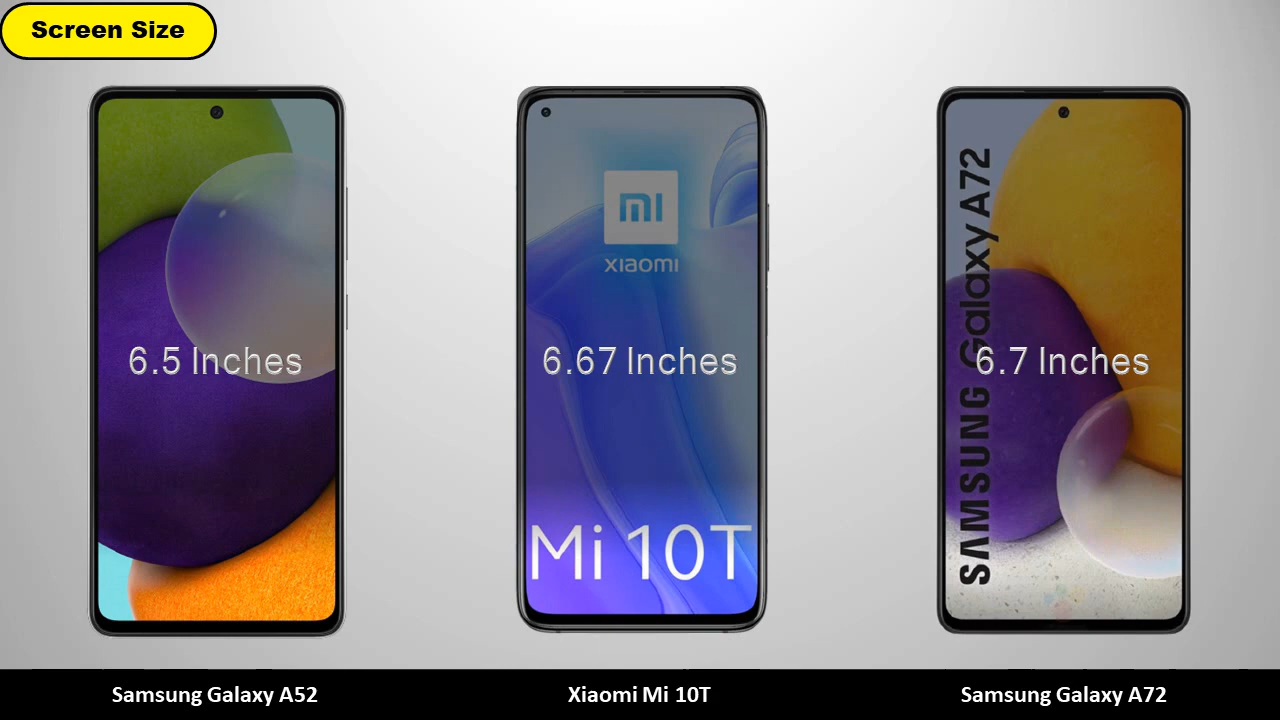 Screen Size
mi
xiaomi
6.5 Inches
6.67 Inches
6.7 Inches
SAMSUNG Galaxy A72
Mi 10T
Samsung Galaxy A52
Xiaomi Mi 10T
Samsung Galaxy A72